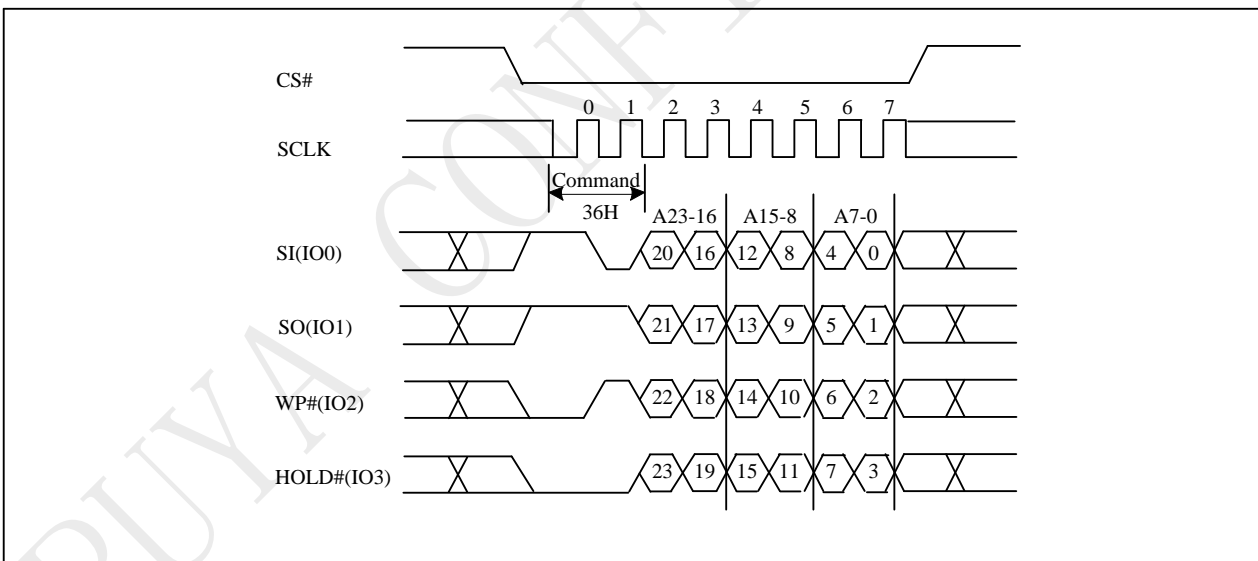 CS#
0 1 2 3 4 5 6 7
SCLK
Command
36H
A23-16 A15-8 A7-0
SI(IO0) 20 16 12 8 4 0
SO(IO1) 21 17 13 9 5 1
WP#(IO2) 22 18 14 10 6 2
HOLD#(IO3) 23 19 15 11 7 3
PUYA CONF